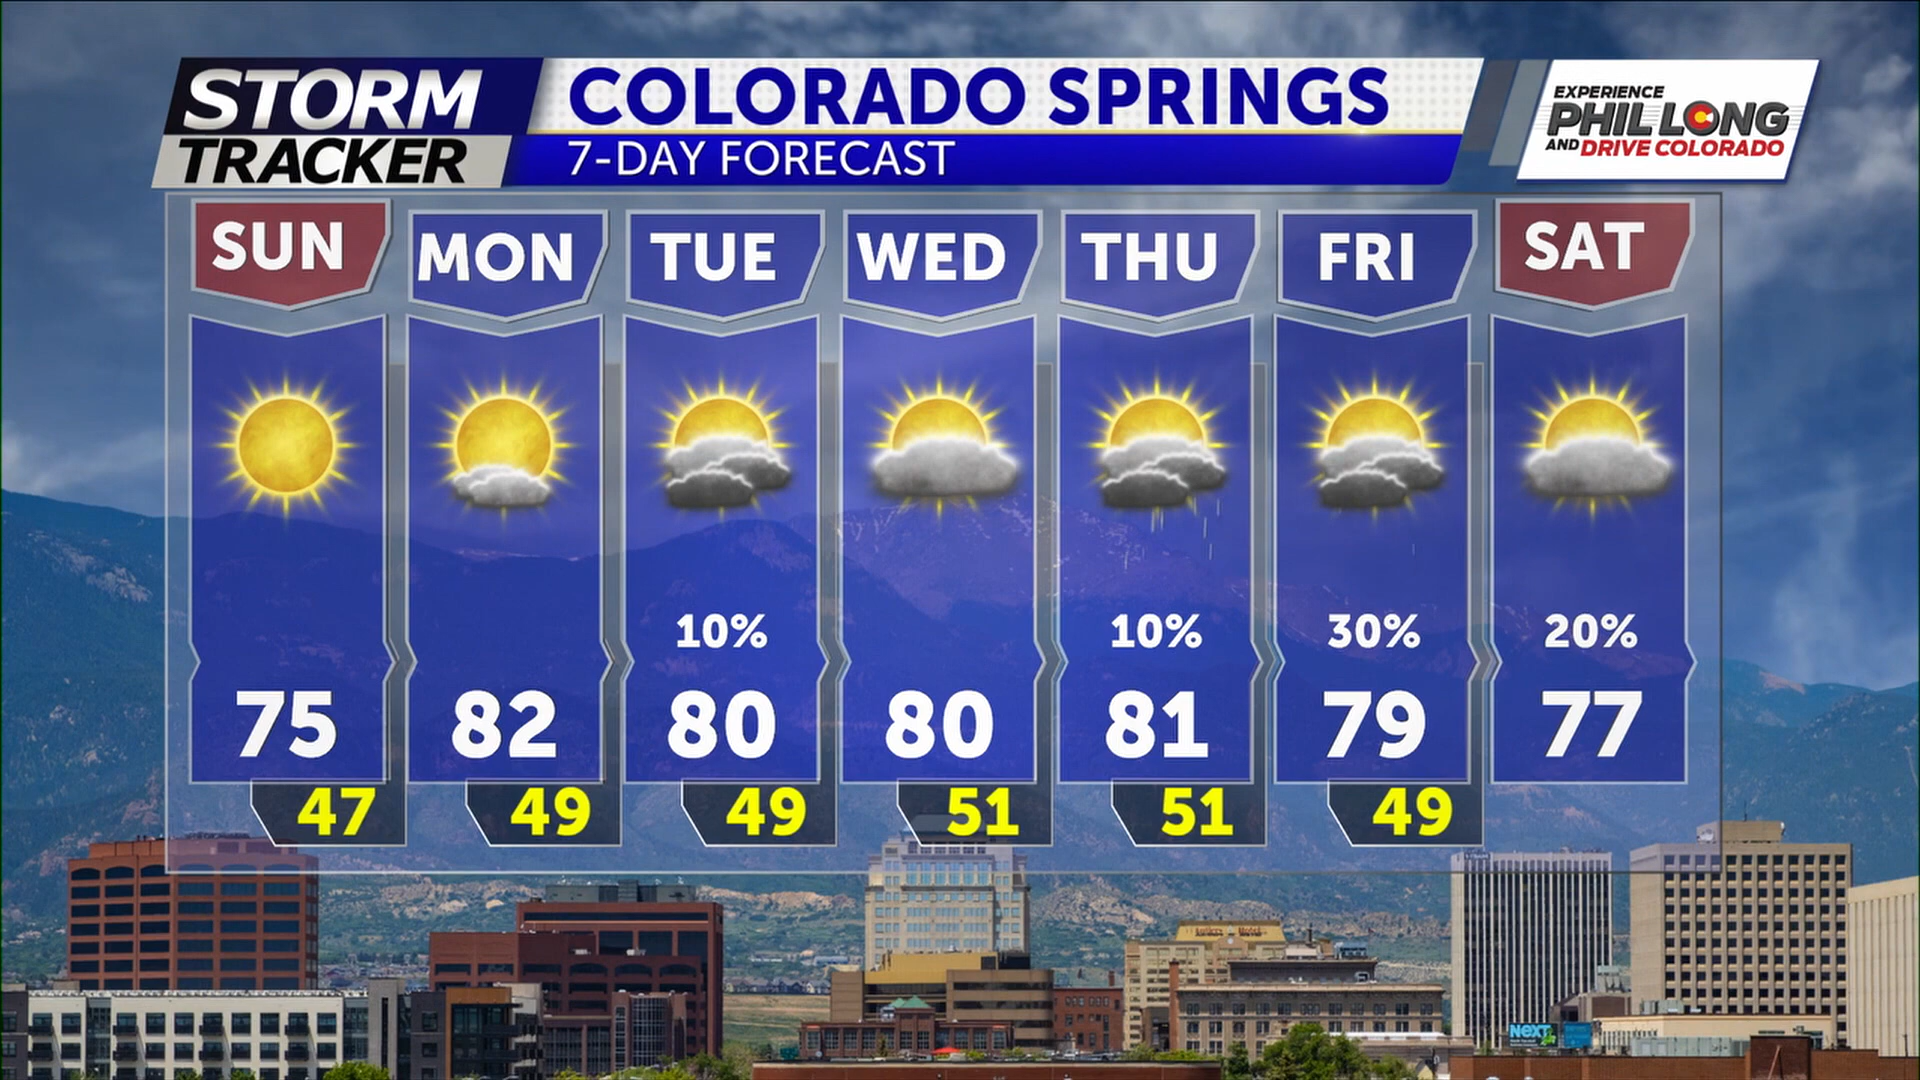 STORM
TRACKER
COLORADO SPRINGS
7-DAY FORECAST
EXPERIENCE
PHIL LONG
AND DRIVE COLORADO
SUN MON TUE WED THU FRI SAT
10% 10% 30% 20%
75 82 80 80 81 79 77
47 49 49 51 51 49
NEXT